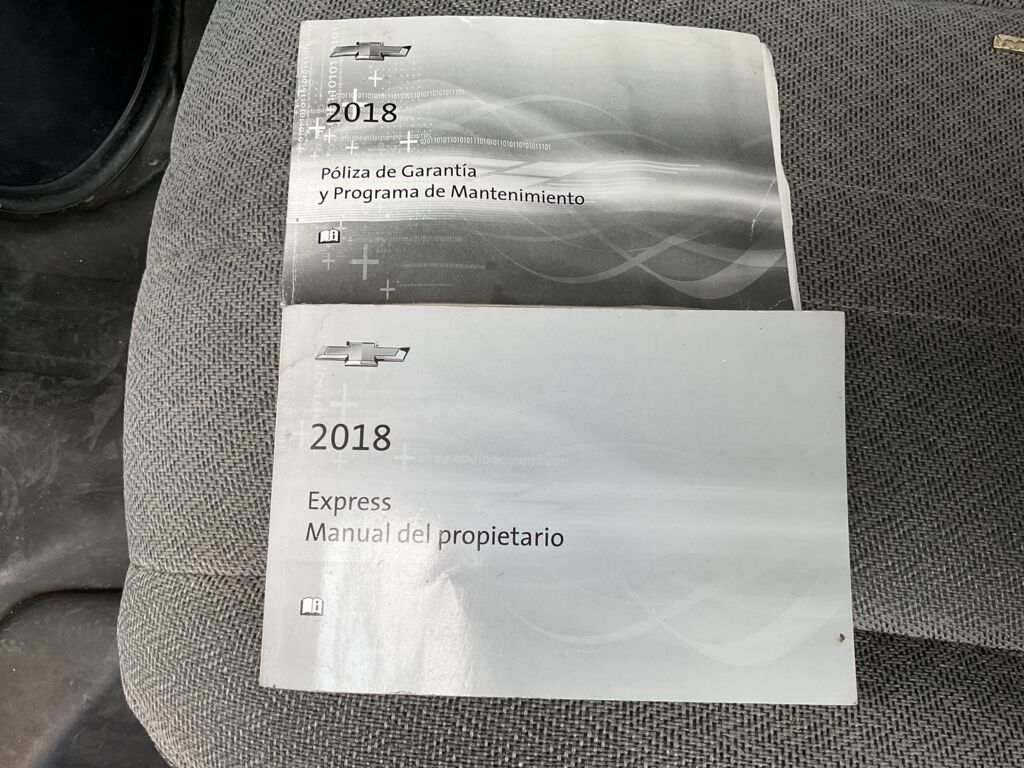 2018
Póliza de Garantía
y Programa de Mantenimiento
2018
Express
Manual del propietario